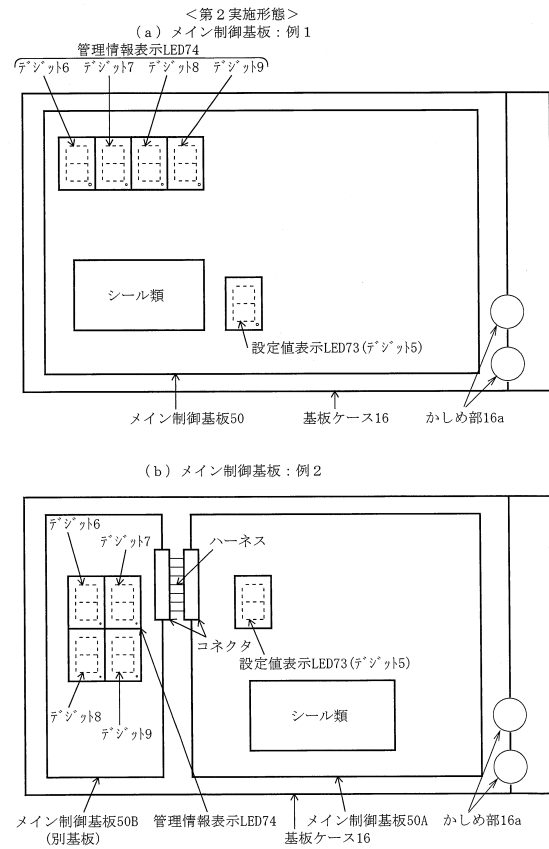 ＜第２実施形態＞
（ａ）メイン制御基板：例１
管理情報表示LED74
ﾃﾞｼﾞｯﾄ6 ﾃﾞｼﾞｯﾄ7 ﾃﾞｼﾞｯﾄ8 ﾃﾞｼﾞｯﾄ9
シール類
設定値表示LED73(ﾃﾞｼﾞｯﾄ5)
メイン制御基板50 基板ケース16 かしめ部16a
（ｂ）メイン制御基板：例２
ﾃﾞｼﾞｯﾄ6
ﾃﾞｼﾞｯﾄ7
ハーネス
コネクタ
設定値表示LED73(ﾃﾞｼﾞｯﾄ5)
シール類
ﾃﾞｼﾞｯﾄ8
ﾃﾞｼﾞｯﾄ9
メイン制御基板50B 管理情報表示LED74 メイン制御基板50A かしめ部16a
(別基板) 基板ケース16